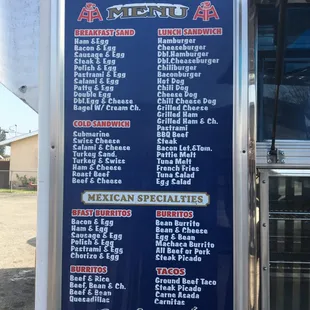 MENU
BREAKFAST SAND
Ham & Egg
Bacon & Egg
Sausage & Egg
Steak & Egg
Polish & Egg
Pastrami & Egg
Salami & Egg
Patty & Egg
Double Egg
Dbl.Egg & Cheese
Bagel W/ Cream Ch.
COLD SANDWICH
Submarine
Swiss Cheese
Salami & Cheese
Turkey Sand.
Turkey & Swiss
Ham & Cheese
Roast Beef
Beef & Cheese
LUNCH SANDWICH
Hamburger
Cheeseburger
Dbl.Hamburger
Dbl.Cheeseburger
Chiliburger
Baconburger
Hot Dog
Chili Dog
Cheese Dog
Chili Cheese Dog
Grilled Cheese
Grilled Ham
Grilled Ham & Ch.
Pastrami
BBQ Beef
Steak
Bacon Let.&Tom.
Pattie Melt
Tuna Melt
French Fries
Tuna Salad
Egg Salad
MEXICAN SPECIALTIES
BFAST BURRITOS
Bacon & Egg
Ham & Egg
Sausage & Egg
Polish & Egg
Pastrami & Egg
Chorizo & Egg
BURRITOS
Beef & Rice
Beef, Bean & Ch.
Beef & Bean
Quesadillas
BURRITOS
Bean Burrito
Bean & Cheese
Egg & Bean
Machaca Burrito
All Beef or Pork
Steak Picado
TACOS
Ground Beef Taco
Steak Picado
Carne Asada
Carnitas